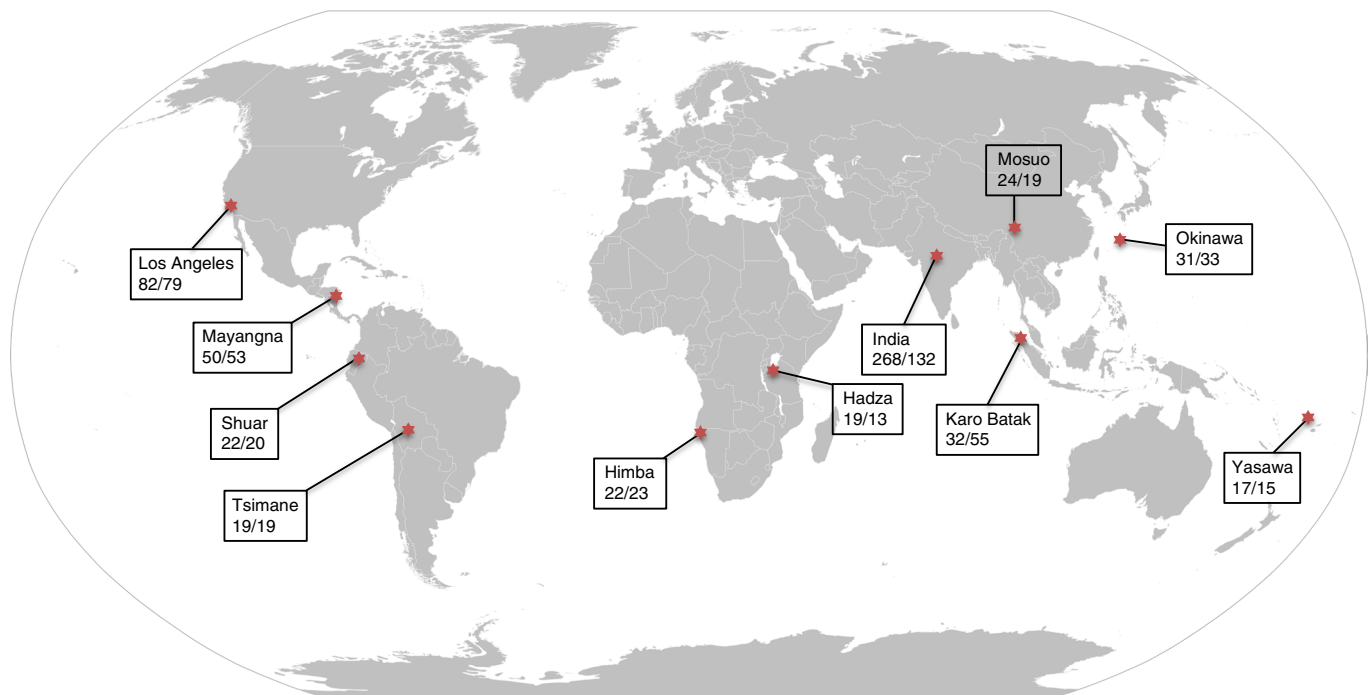 Mosuo
24/19
Okinawa
31/33
Los Angeles
82/79
Mayangna
50/53
India
268/132
Shuar
22/20
Hadza
19/13
Karo Batak
32/55
Himba
22/23
Yasawa
17/15
Tsimane
19/19